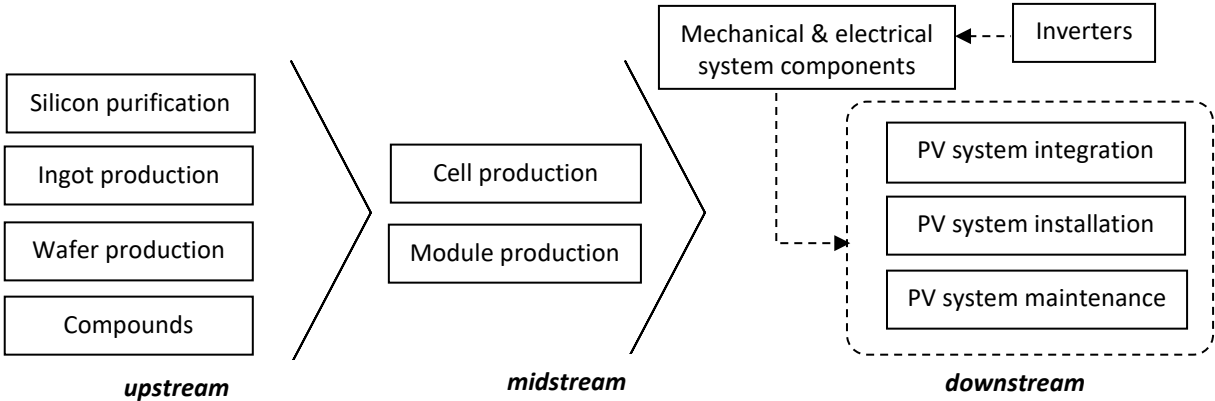 Silicon purification
Ingot production
Wafer production
Compounds
upstream
Cell production
Module production
midstream
Mechanical & electrical
system components
Inverters
PV system integration
PV system installation
PV system maintenance
downstream